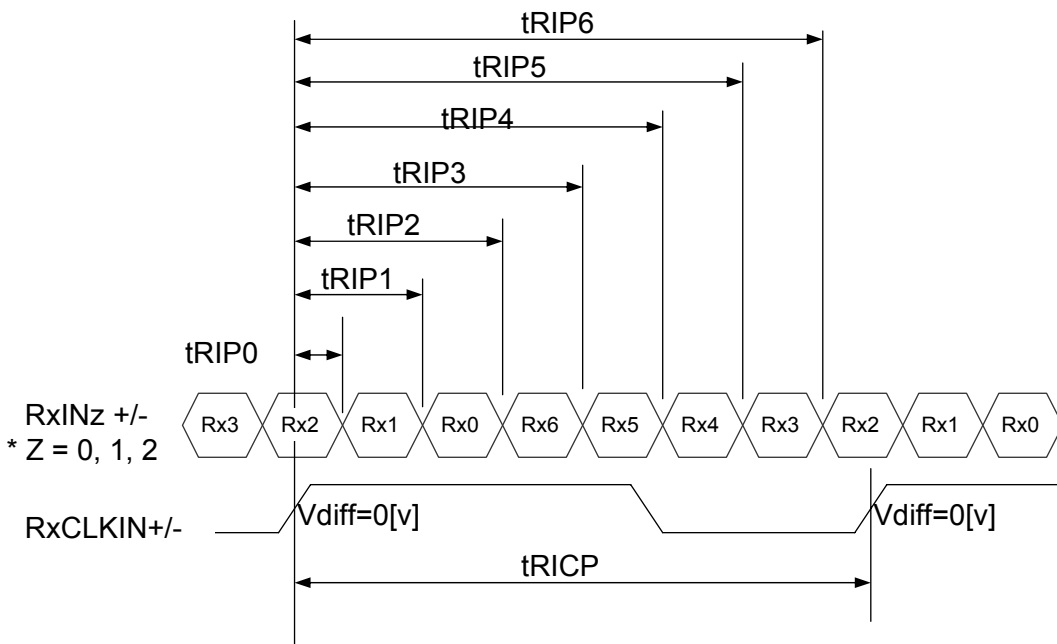 tRIP6
tRIP5
tRIP4
tRIP3
tRIP2
tRIP1
tRIP0
RxINz +/-
* Z = 0, 1, 2
Rx3 Rx2 Rx1 Rx0 Rx6 Rx5 Rx4 Rx3 Rx2 Rx1 Rx0
RxCLKIN+/-
Vdiff=0[v] Vdiff=0[v]
tRICP